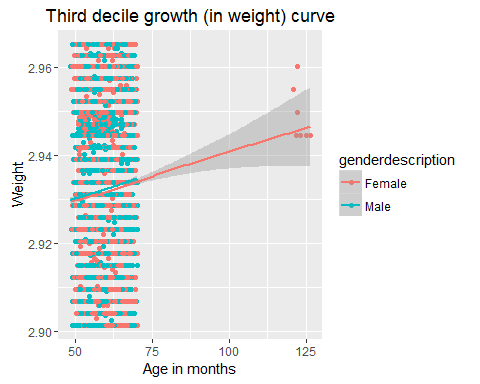 Third decile growth (in weight) curve
2.96
2.94
2.92
2.90
Weight
50
75
100
125
Age in months
genderdescription
Female
Male